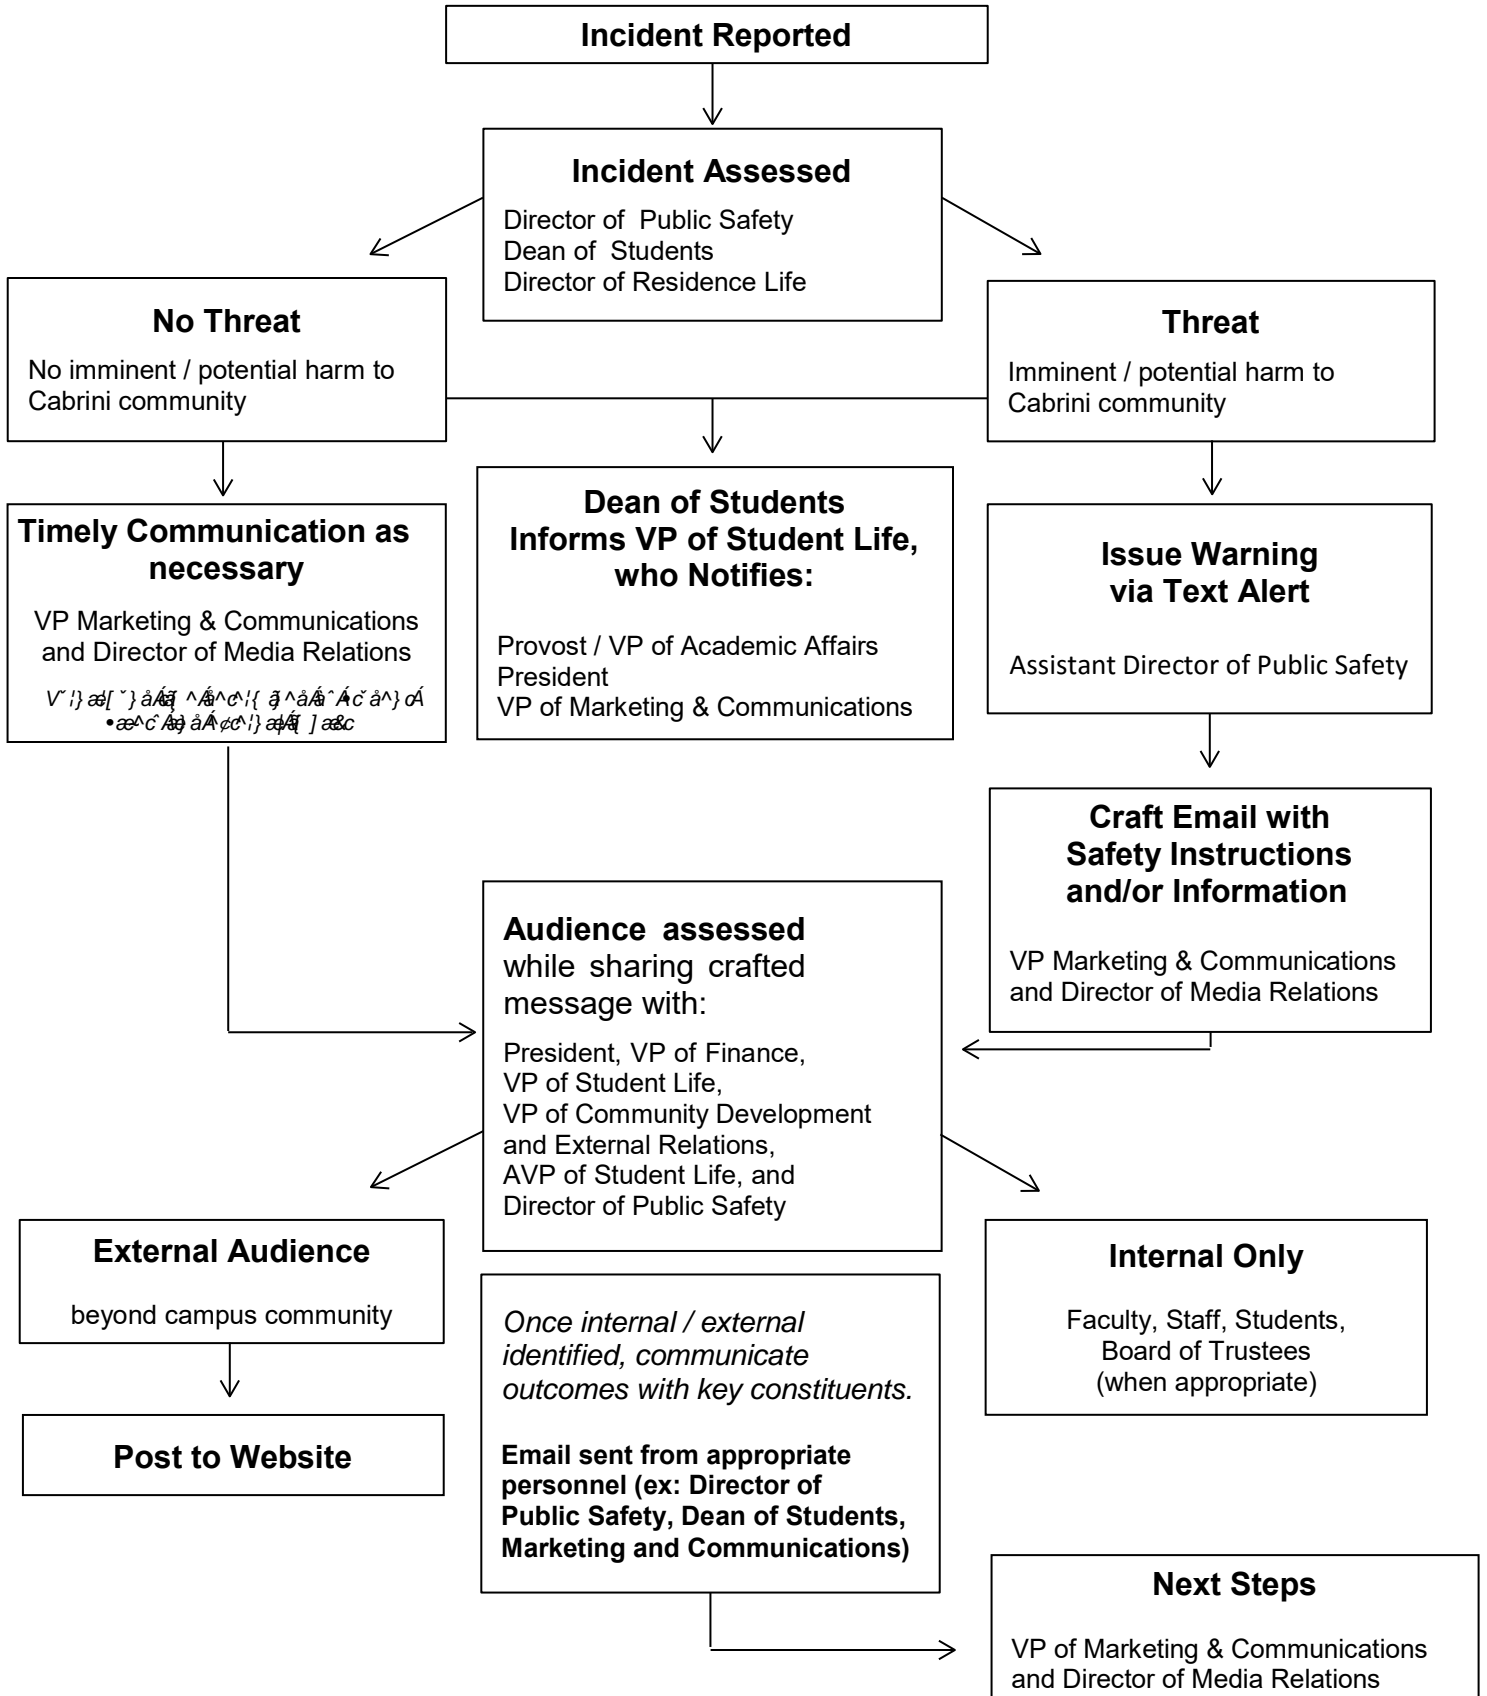 Incident Reported
Incident Assessed
Director of Public Safety
Dean of Students
Director of Residence Life
No Threat
No imminent / potential harm to
Cabrini community
Threat
Imminent / potential harm to
Cabrini community
Timely Communication as
necessary
VP Marketing & Communications
and Director of Media Relations
Dean of Students
Informs VP of Student Life,
who Notifies:
Provost / VP of Academic Affairs
President
VP of Marketing & Communications
Issue Warning
via Text Alert
Assistant Director of Public Safety
Craft Email with
Safety Instructions
and/or Information
VP Marketing & Communications
and Director of Media Relations
Audience assessed
while sharing crafted
message with:
President, VP of Finance,
VP of Student Life,
VP of Community Development
and External Relations,
AVP of Student Life, and
Director of Public Safety
External Audience
beyond campus community
Internal Only
Faculty, Staff, Students,
Board of Trustees
(when appropriate)
Post to Website
Once internal / external
identified, communicate
outcomes with key constituents.
Email sent from appropriate
personnel (ex: Director of
Public Safety, Dean of Students,
Marketing and Communications)
Next Steps
VP of Marketing & Communications
and Director of Media Relations